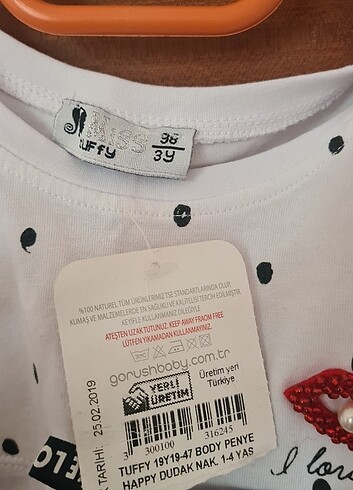 Miss
tuffy
98
3Y
%100 NATUREL TÜM ÜRÜNLERİMİZ TSE STANDARTLARINDA OLUP,
KUMAŞ VE MALZEMELERDE EN SAĞLIKLI VE KALİTELİSİ TERCİH EDİLMİŞTİR.
KEYİFLE KULLANMANIZ DİLEĞİYLE
ATEŞTEN UZAK TUTUNUZ, KEEP AWAY FRAOM FREE
LÜTFEN YIKAMADAN KULLANMAYINIZ.
gorushbaby.com.tr
YERLİ
ÜRETİM
Üretim yeri
Türkiye
TARİHİ: 25.02.2019
3 300100 316245
TUFFY 19Y19-47 BODY PENYE
HAPPY DUDAK NAK. 1-4 YAS
I lov